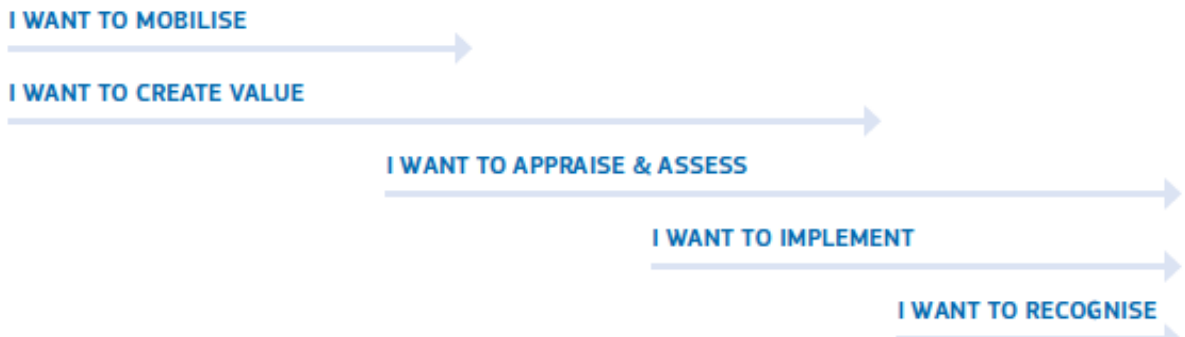 I WANT TO MOBILISE
I WANT TO CREATE VALUE
I WANT TO APPRAISE & ASSESS
I WANT TO IMPLEMENT
I WANT TO RECOGNISE